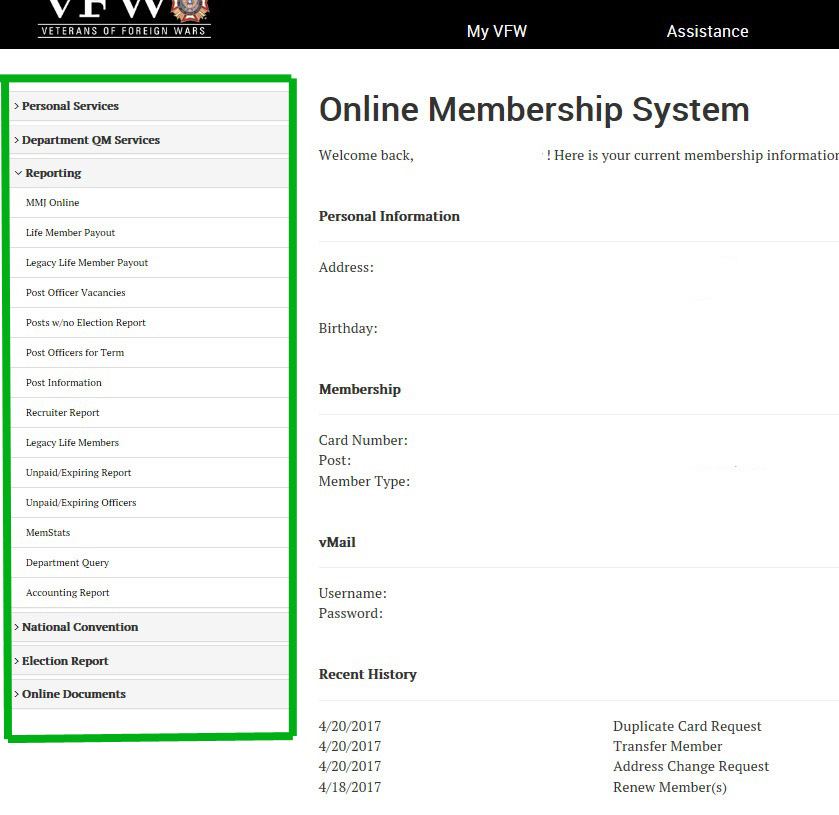 VFW
VETERANS OF FOREIGN WARS
My VFW
Assistance
> Personal Services
> Department QM Services
Reporting
MMJ Online
Life Member Payout
Legacy Life Member Payout
Post Officer Vacancies
Posts w/no Election Report
Post Officers for Term
Post Information
Recruiter Report
Legacy Life Members
Unpaid/Expiring Report
Unpaid/Expiring Officers
MemStats
Department Query
Accounting Report
> National Convention
> Election Report
> Online Documents
Online Membership System
Welcome back, ! Here is your current membership information
Personal Information
Address:
Birthday:
Membership
Card Number:
Post:
Member Type:
vMail
Username:
Password:
Recent History
4/20/2017 Duplicate Card Request
4/20/2017 Transfer Member
4/20/2017 Address Change Request
4/18/2017 Renew Member(s)